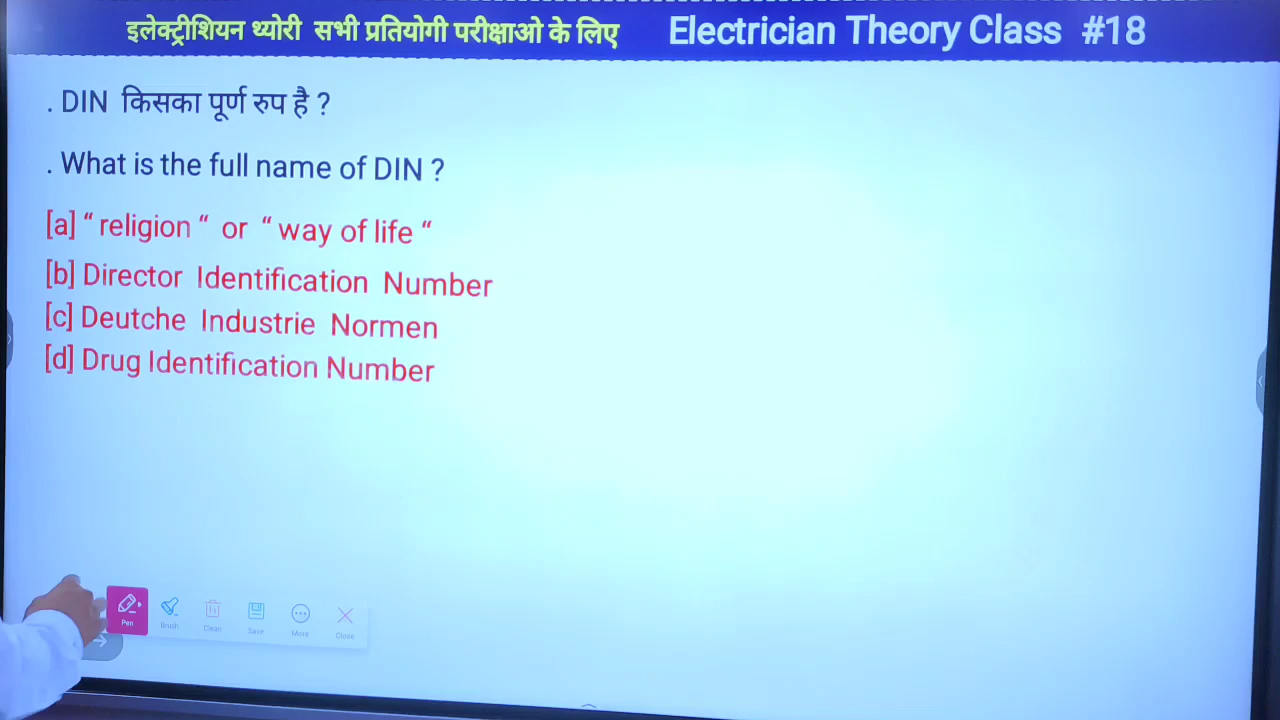 इलेक्ट्रीशियन थ्योरी सभी प्रतियोगी परीक्षाओ के लिए Electrician Theory Class #18
. DIN किसका पूर्ण रुप है ?
. What is the full name of DIN ?
[a] “ religion “ or “ way of life “
[b] Director Identification Number
[c] Deutche Industrie Normen
[d] Drug Identification Number
Pen Brush Clean Save More Close